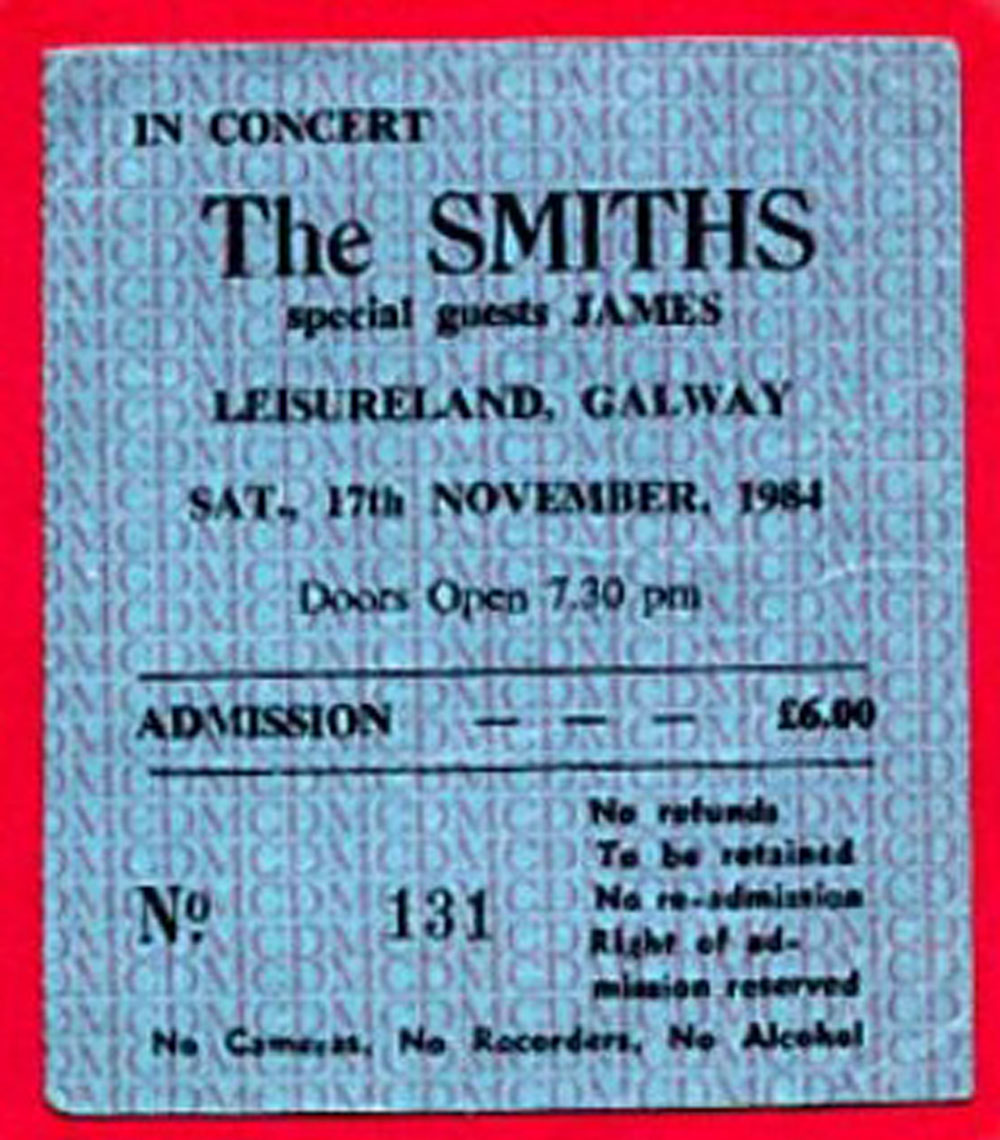 IN CONCERT
The SMITHS
special guests JAMES
LEISURELAND, GALWAY
SAT., 17th NOVEMBER, 1984
Doors Open 7.30 pm
ADMISSION — — — £6.00
No refunds
To be retained
No re-admission
Nº 131
Right of ad-
mission reserved
No Cameras, No Recorders, No Alcohol